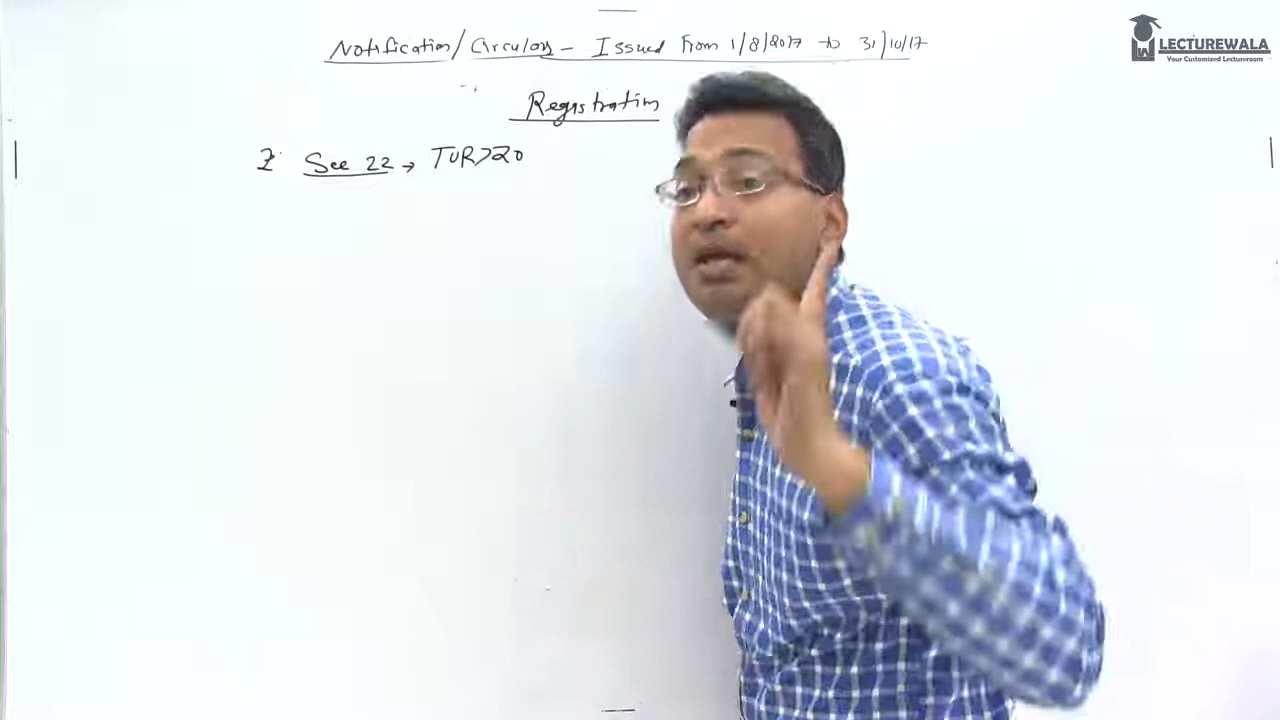 Notification/Circulars - Issued from 1/8/2017 to 31/10/17
LECTUREWALA
Your Customized Lectureroom
Registration
Sec 22 → TUR>20